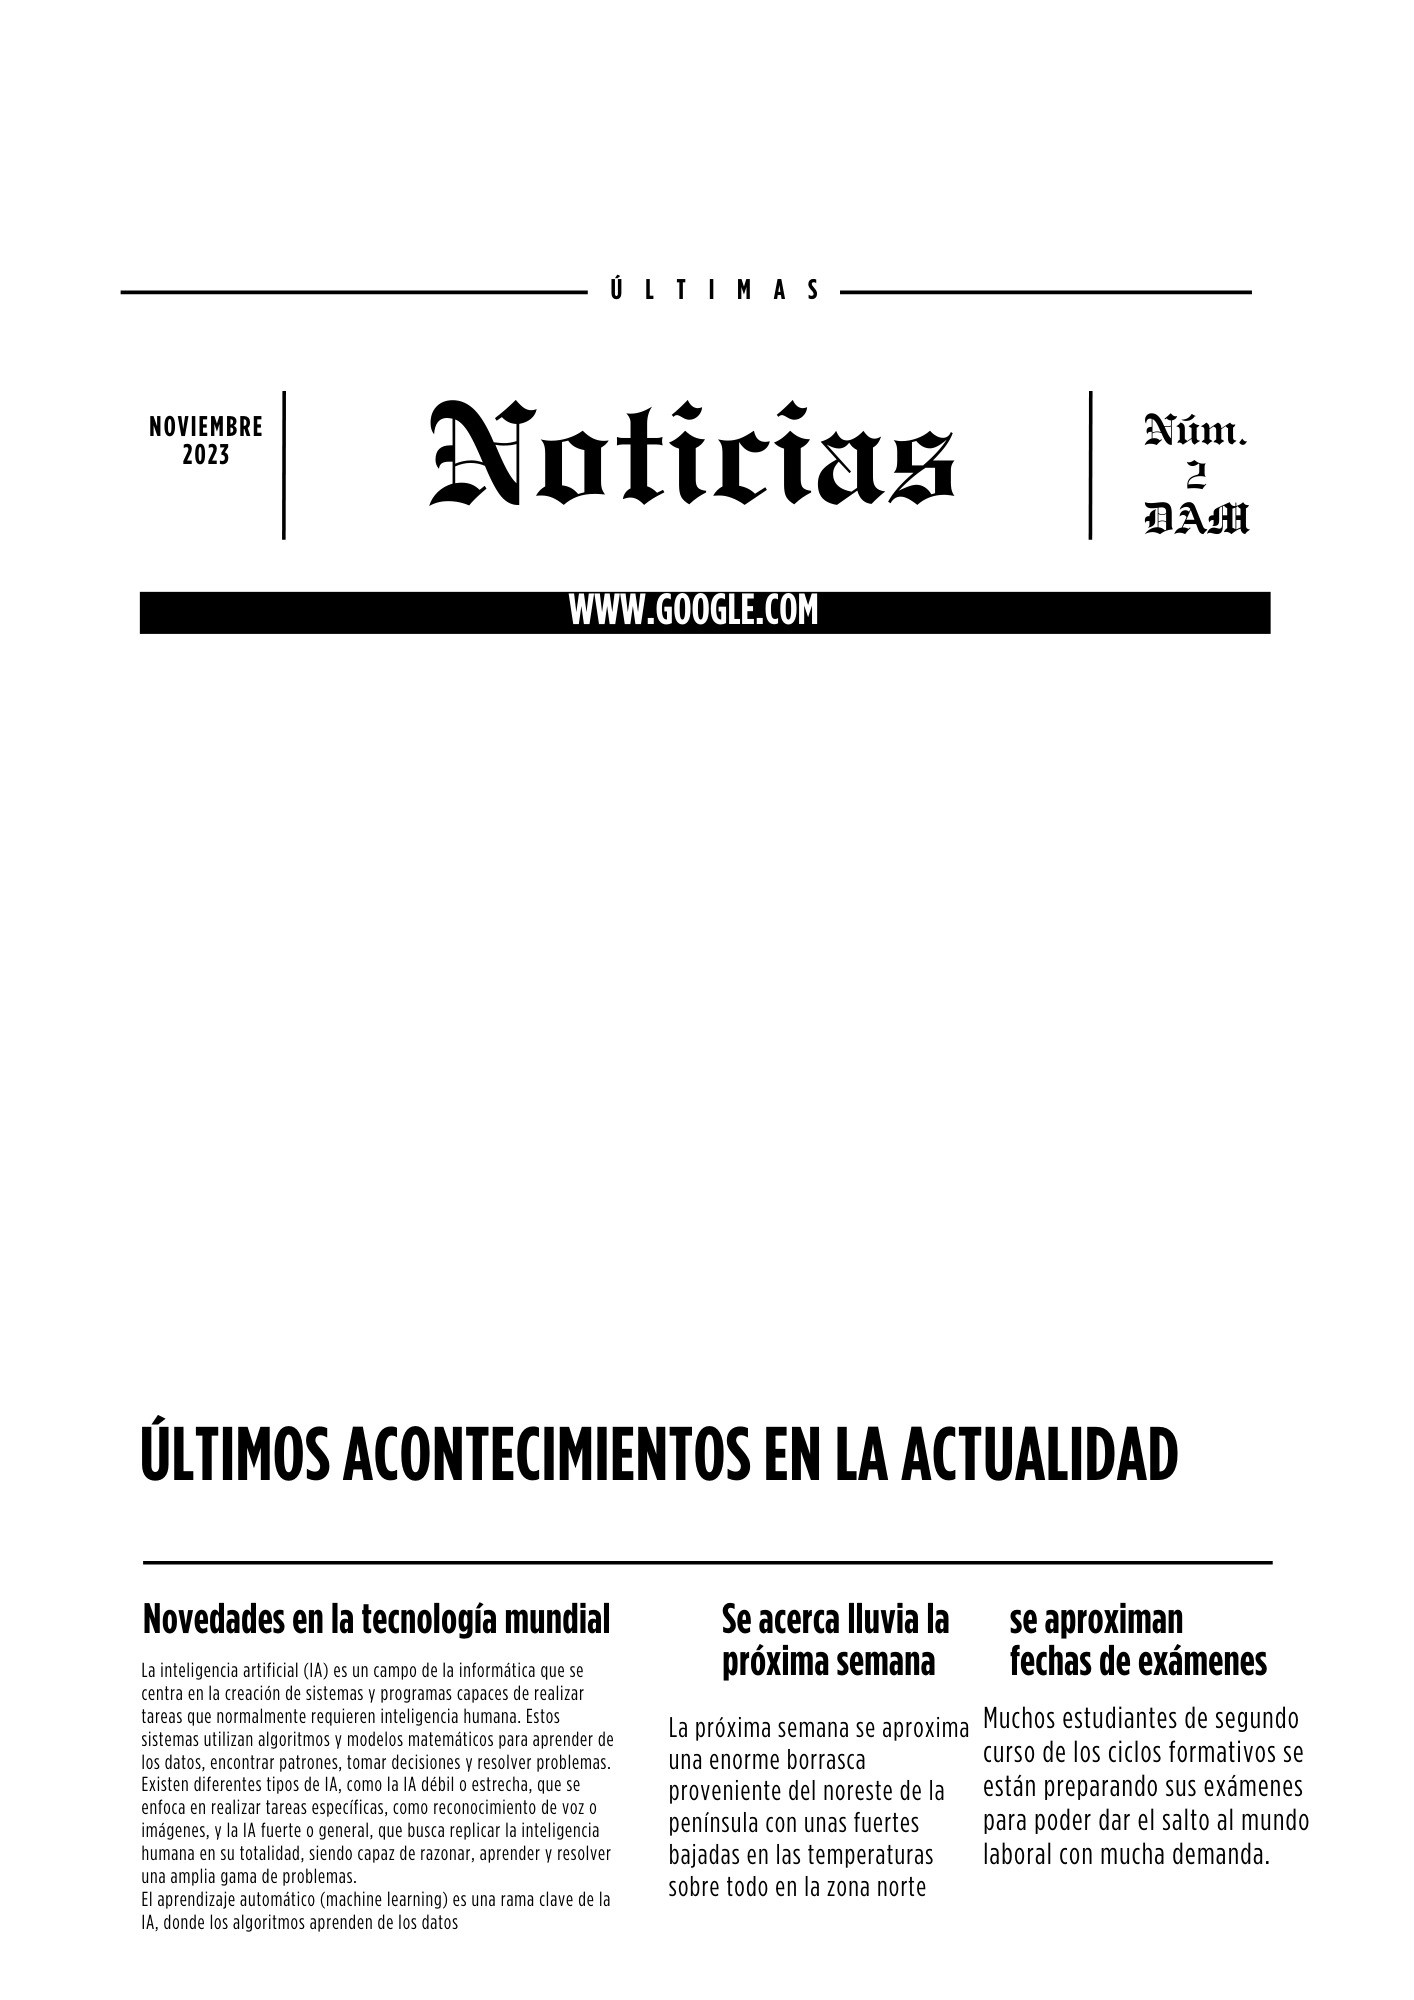 ÚLTIMAS
NOVIEMBRE
2023
Noticias
Núm.
2
DAM
WWW.GOOGLE.COM
ÚLTIMOS ACONTECIMIENTOS EN LA ACTUALIDAD
Novedades en la tecnología mundial
La inteligencia artificial (IA) es un campo de la informática que se
centra en la creación de sistemas y programas capaces de realizar
tareas que normalmente requieren inteligencia humana. Estos
sistemas utilizan algoritmos y modelos matemáticos para aprender de
los datos, encontrar patrones, tomar decisiones y resolver problemas.
Existen diferentes tipos de IA, como la IA débil o estrecha, que se
enfoca en realizar tareas específicas, como reconocimiento de voz o
imágenes, y la IA fuerte o general, que busca replicar la inteligencia
humana en su totalidad, siendo capaz de razonar, aprender y resolver
una amplia gama de problemas.
El aprendizaje automático (machine learning) es una rama clave de la
IA, donde los algoritmos aprenden de los datos
Se acerca lluvia la
próxima semana
La próxima semana se aproxima
una enorme borrasca
proveniente del noreste de la
península con unas fuertes
bajadas en las temperaturas
sobre todo en la zona norte
se aproximan
fechas de exámenes
Muchos estudiantes de segundo
curso de los ciclos formativos se
están preparando sus exámenes
para poder dar el salto al mundo
laboral con mucha demanda.